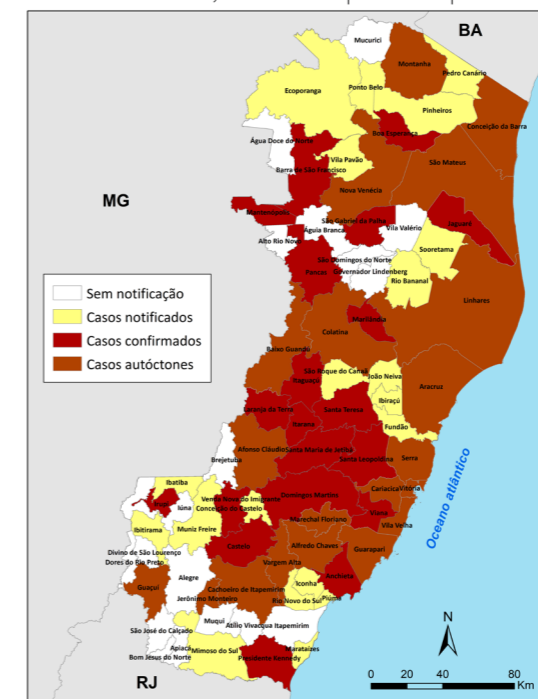 BA
Mucurici
Montanha
Pedro Canário
Ecoporanga
Ponto Belo
Pinheiros
Conceição da Barra
Boa Esperança
Água Doce do Norte
Vila Pavão
São Mateus
Barra de São Francisco
Nova Venécia
MG
Mantenópolis
São Gabriel da Palha
Jaguaré
Águia Branca
Vila Valério
Alto Rio Novo
Sooretama
São Domingos do Norte
Governador Lindenberg
Pancas
Rio Bananal
Sem notificação
Casos notificados
Casos confirmados
Casos autóctones
Linhares
Marilândia
Colatina
Baixo Guandú
São Roque do Canaã
João Neiva
Itaguaçu
Aracruz
Ibiraçú
Laranja da Terra
Santa Teresa
Itarana
Fundão
Afonso Cláudio
Santa Maria de Jetibá
Brejetuba
Santa Leopoldina
Serra
Oceano atlântico
Ibatiba
Cariacica
Vitória
Venda Nova do Imigrante
Domingos Martins
Iúna
Conceição do Castelo
Viana
Marechal Floriano
Vila Velha
Ibitirama
Muniz Freire
Alfredo Chaves
Guarapari
Castelo
Divino de São Lourenço
Dores do Rio Preto
Vargem Alta
Anchieta
Alegre
Guaçuí
Iconha
Cachoeiro de Itapemirim
Jerônimo Monteiro
Rio Novo do Sul
Piúma
Muqui
Atílio Vivacqua
Itapemirim
São José do Calçado
Apiacá
Mimoso do Sul
Marataízes
Bom Jesus do Norte
Presidente Kennedy
RJ
N
0 20 40 80
Km